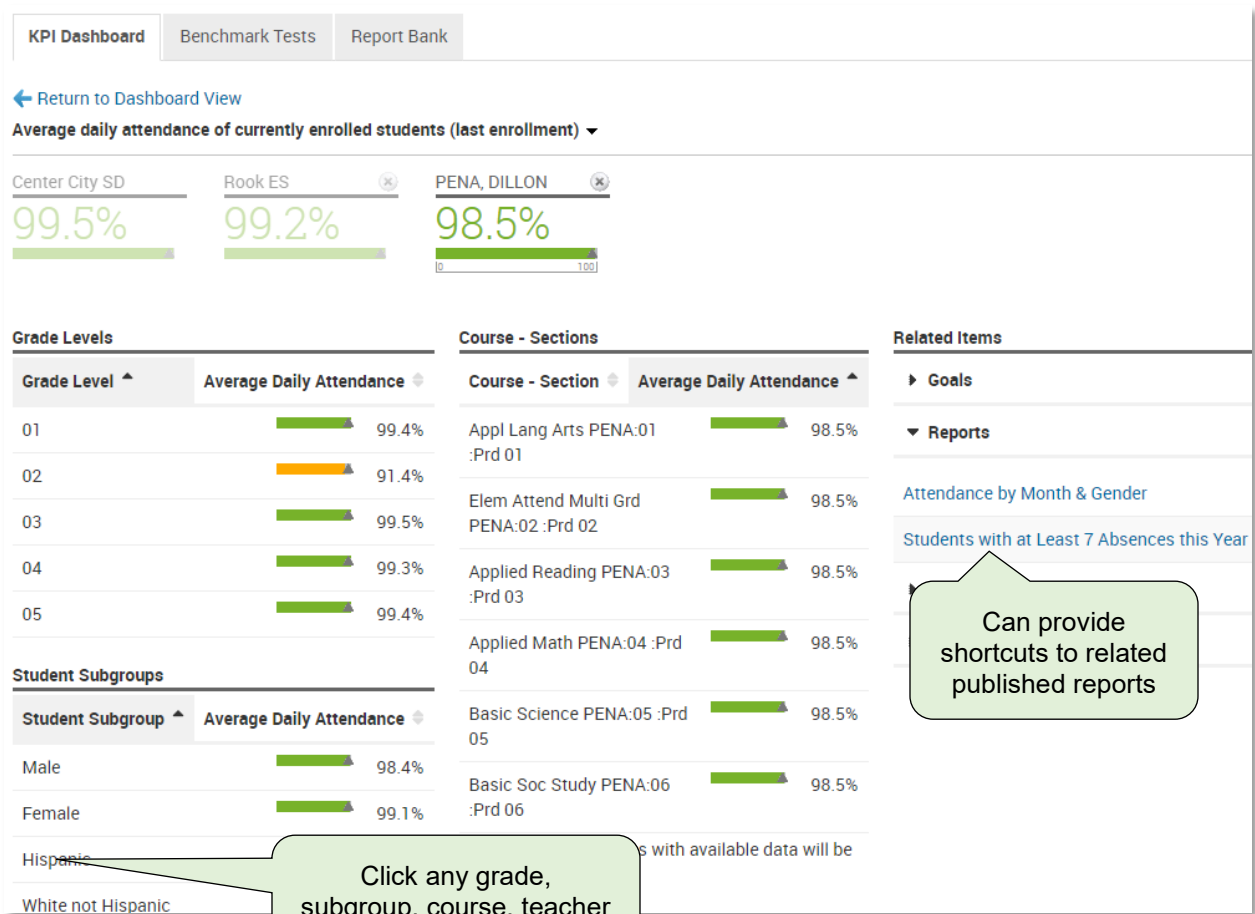 KPI Dashboard
Benchmark Tests
Report Bank
Return to Dashboard View
Average daily attendance of currently enrolled students (last enrollment)
Center City SD
99.5%
Rook ES
99.2%
PENA, DILLON
98.5%
0 100
Grade Levels
Grade Level Average Daily Attendance
01 99.4%
02 91.4%
03 99.5%
04 99.3%
05 99.4%
Student Subgroups
Student Subgroup Average Daily Attendance
Male 98.4%
Female 99.1%
Hispanic
White not Hispanic
Click any grade,
subgroup, course, teacher
Course - Sections
Course - Section Average Daily Attendance
Appl Lang Arts PENA:01 98.5%
:Prd 01
Elem Attend Multi Grd 98.5%
PENA:02 :Prd 02
Applied Reading PENA:03 98.5%
:Prd 03
Applied Math PENA:04 :Prd 98.5%
04
Basic Science PENA:05 :Prd 98.5%
05
Basic Soc Study PENA:06 98.5%
:Prd 06
with available data will be
Related Items
Goals
Reports
Attendance by Month & Gender
Students with at Least 7 Absences this Year
Can provide
shortcuts to related
published reports